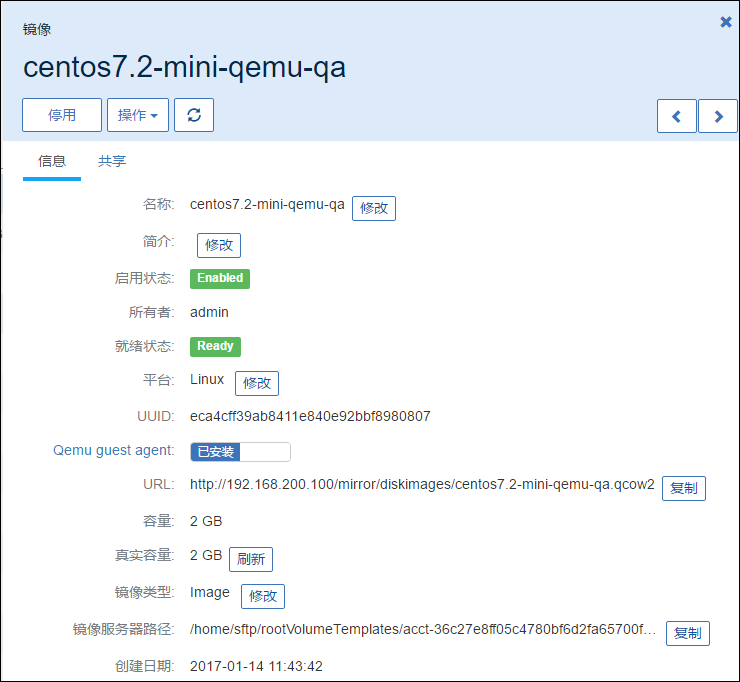 镜像
centos7.2-mini-qemu-qa
停用 操作
信息 共享
名称: centos7.2-mini-qemu-qa 修改
简介: 修改
启用状态: Enabled
所有者: admin
就绪状态: Ready
平台: Linux 修改
UUID: eca4cff39ab8411e840e92bbf8980807
Qemu guest agent: 已安装
URL: http://192.168.200.100/mirror/diskimages/centos7.2-mini-qemu-qa.qcow2 复制
容量: 2 GB
真实容量: 2 GB 刷新
镜像类型: Image 修改
镜像服务器路径: /home/sftp/rootVolumeTemplates/acct-36c27e8ff05c4780bf6d2fa65700f... 复制
创建日期: 2017-01-14 11:43:42